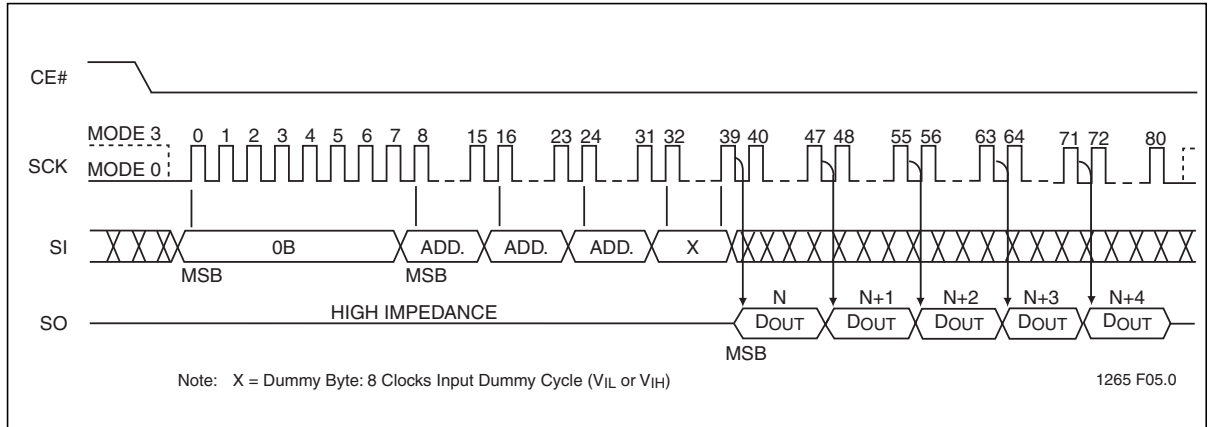 CE#
MODE 3
0 1 2 3 4 5 6 7 8 15 16 23 24 31 32 39 40 47 48 55 56 63 64 71 72 80
SCK
MODE 0
SI
0B ADD. ADD. ADD. X
MSB MSB
N N+1 N+2 N+3 N+4
HIGH IMPEDANCE
SO
DOUT DOUT DOUT DOUT DOUT
MSB
Note: X = Dummy Byte: 8 Clocks Input Dummy Cycle (VIL or VIH)
1265 F05.0